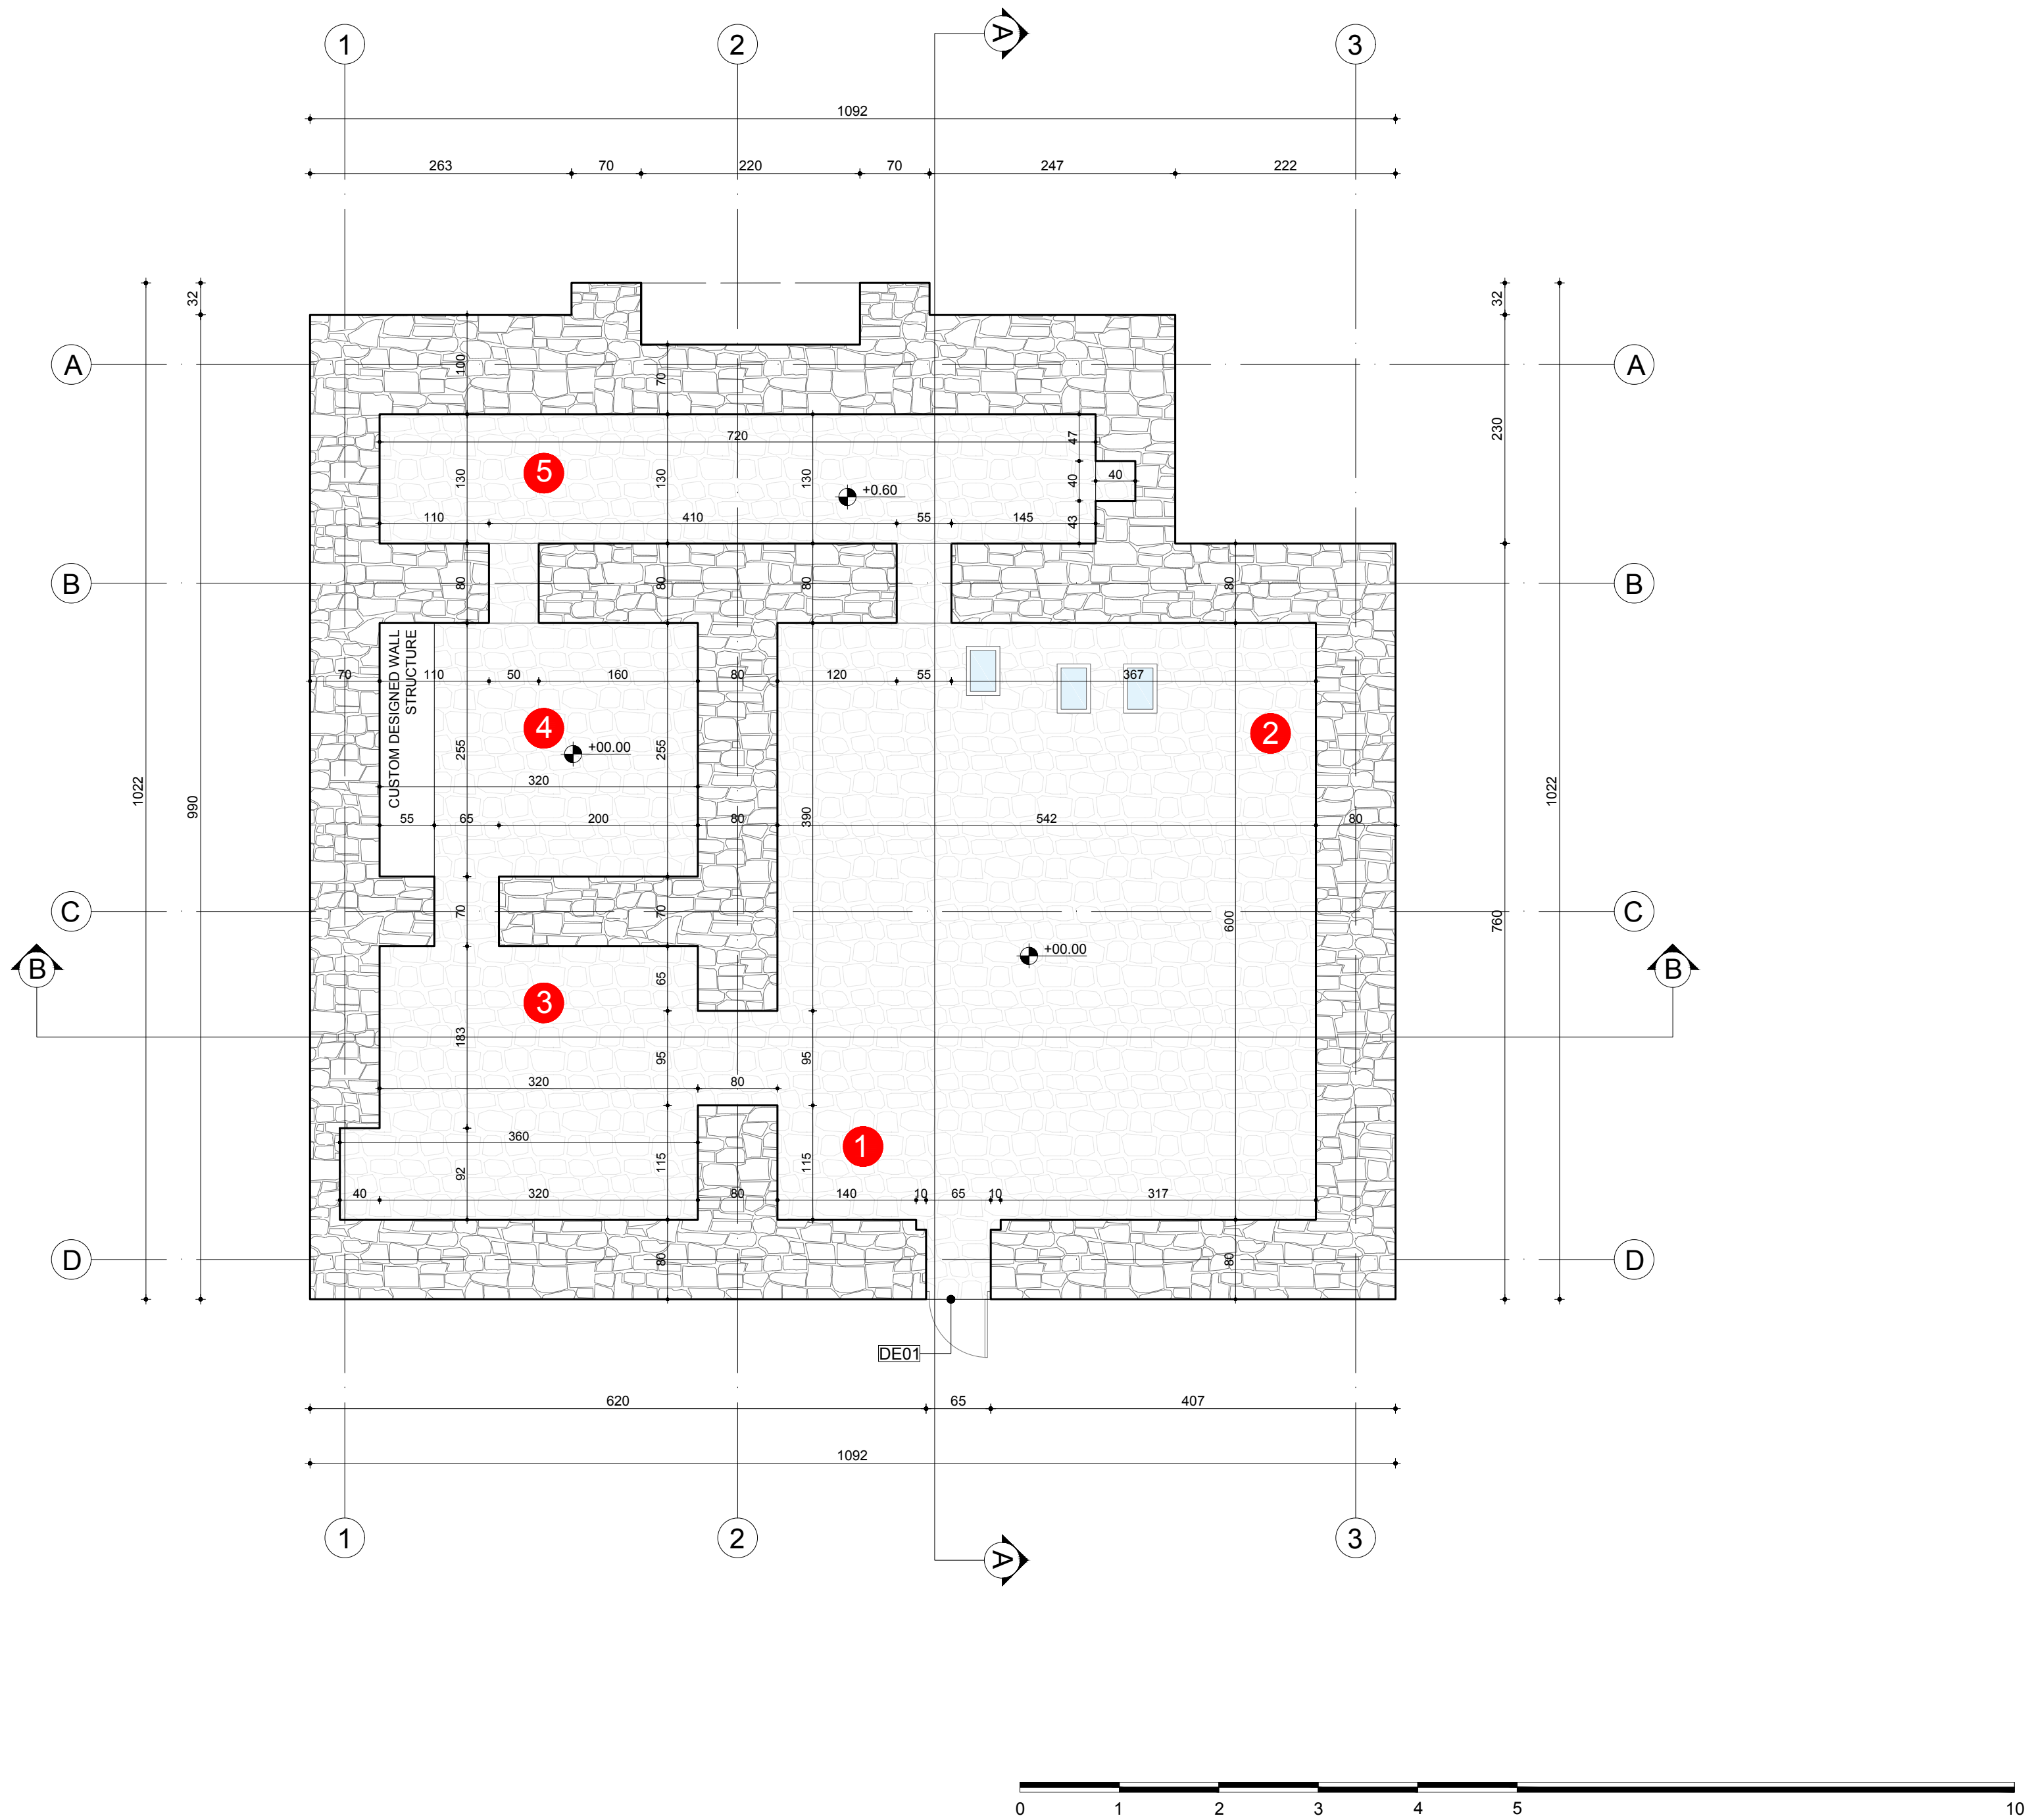 1 2 A 3
1092
263 70 220 70 247 222
32 32
A 100 70 A
720 47
5 130 130 130 40 40 230
+0.60
110 410 55 145 43
B 80 80 80 80 B
CUSTOM DESIGNED WALL
STRUCTURE
70 110 50 160 80 120 55 367
4 2
+00.00
255 255
320
1022 990 1022
55 65 200 80 390 542 80
C 70 70 600 760 C
+00.00
B 65 B
3
183 95 95
320 80
360 1
92 115 115
40 320 80 140 10 65 10 317
D 80 80 D
DE01
620 65 407
1092
1 2 3
A
0 1 2 3 4 5 10